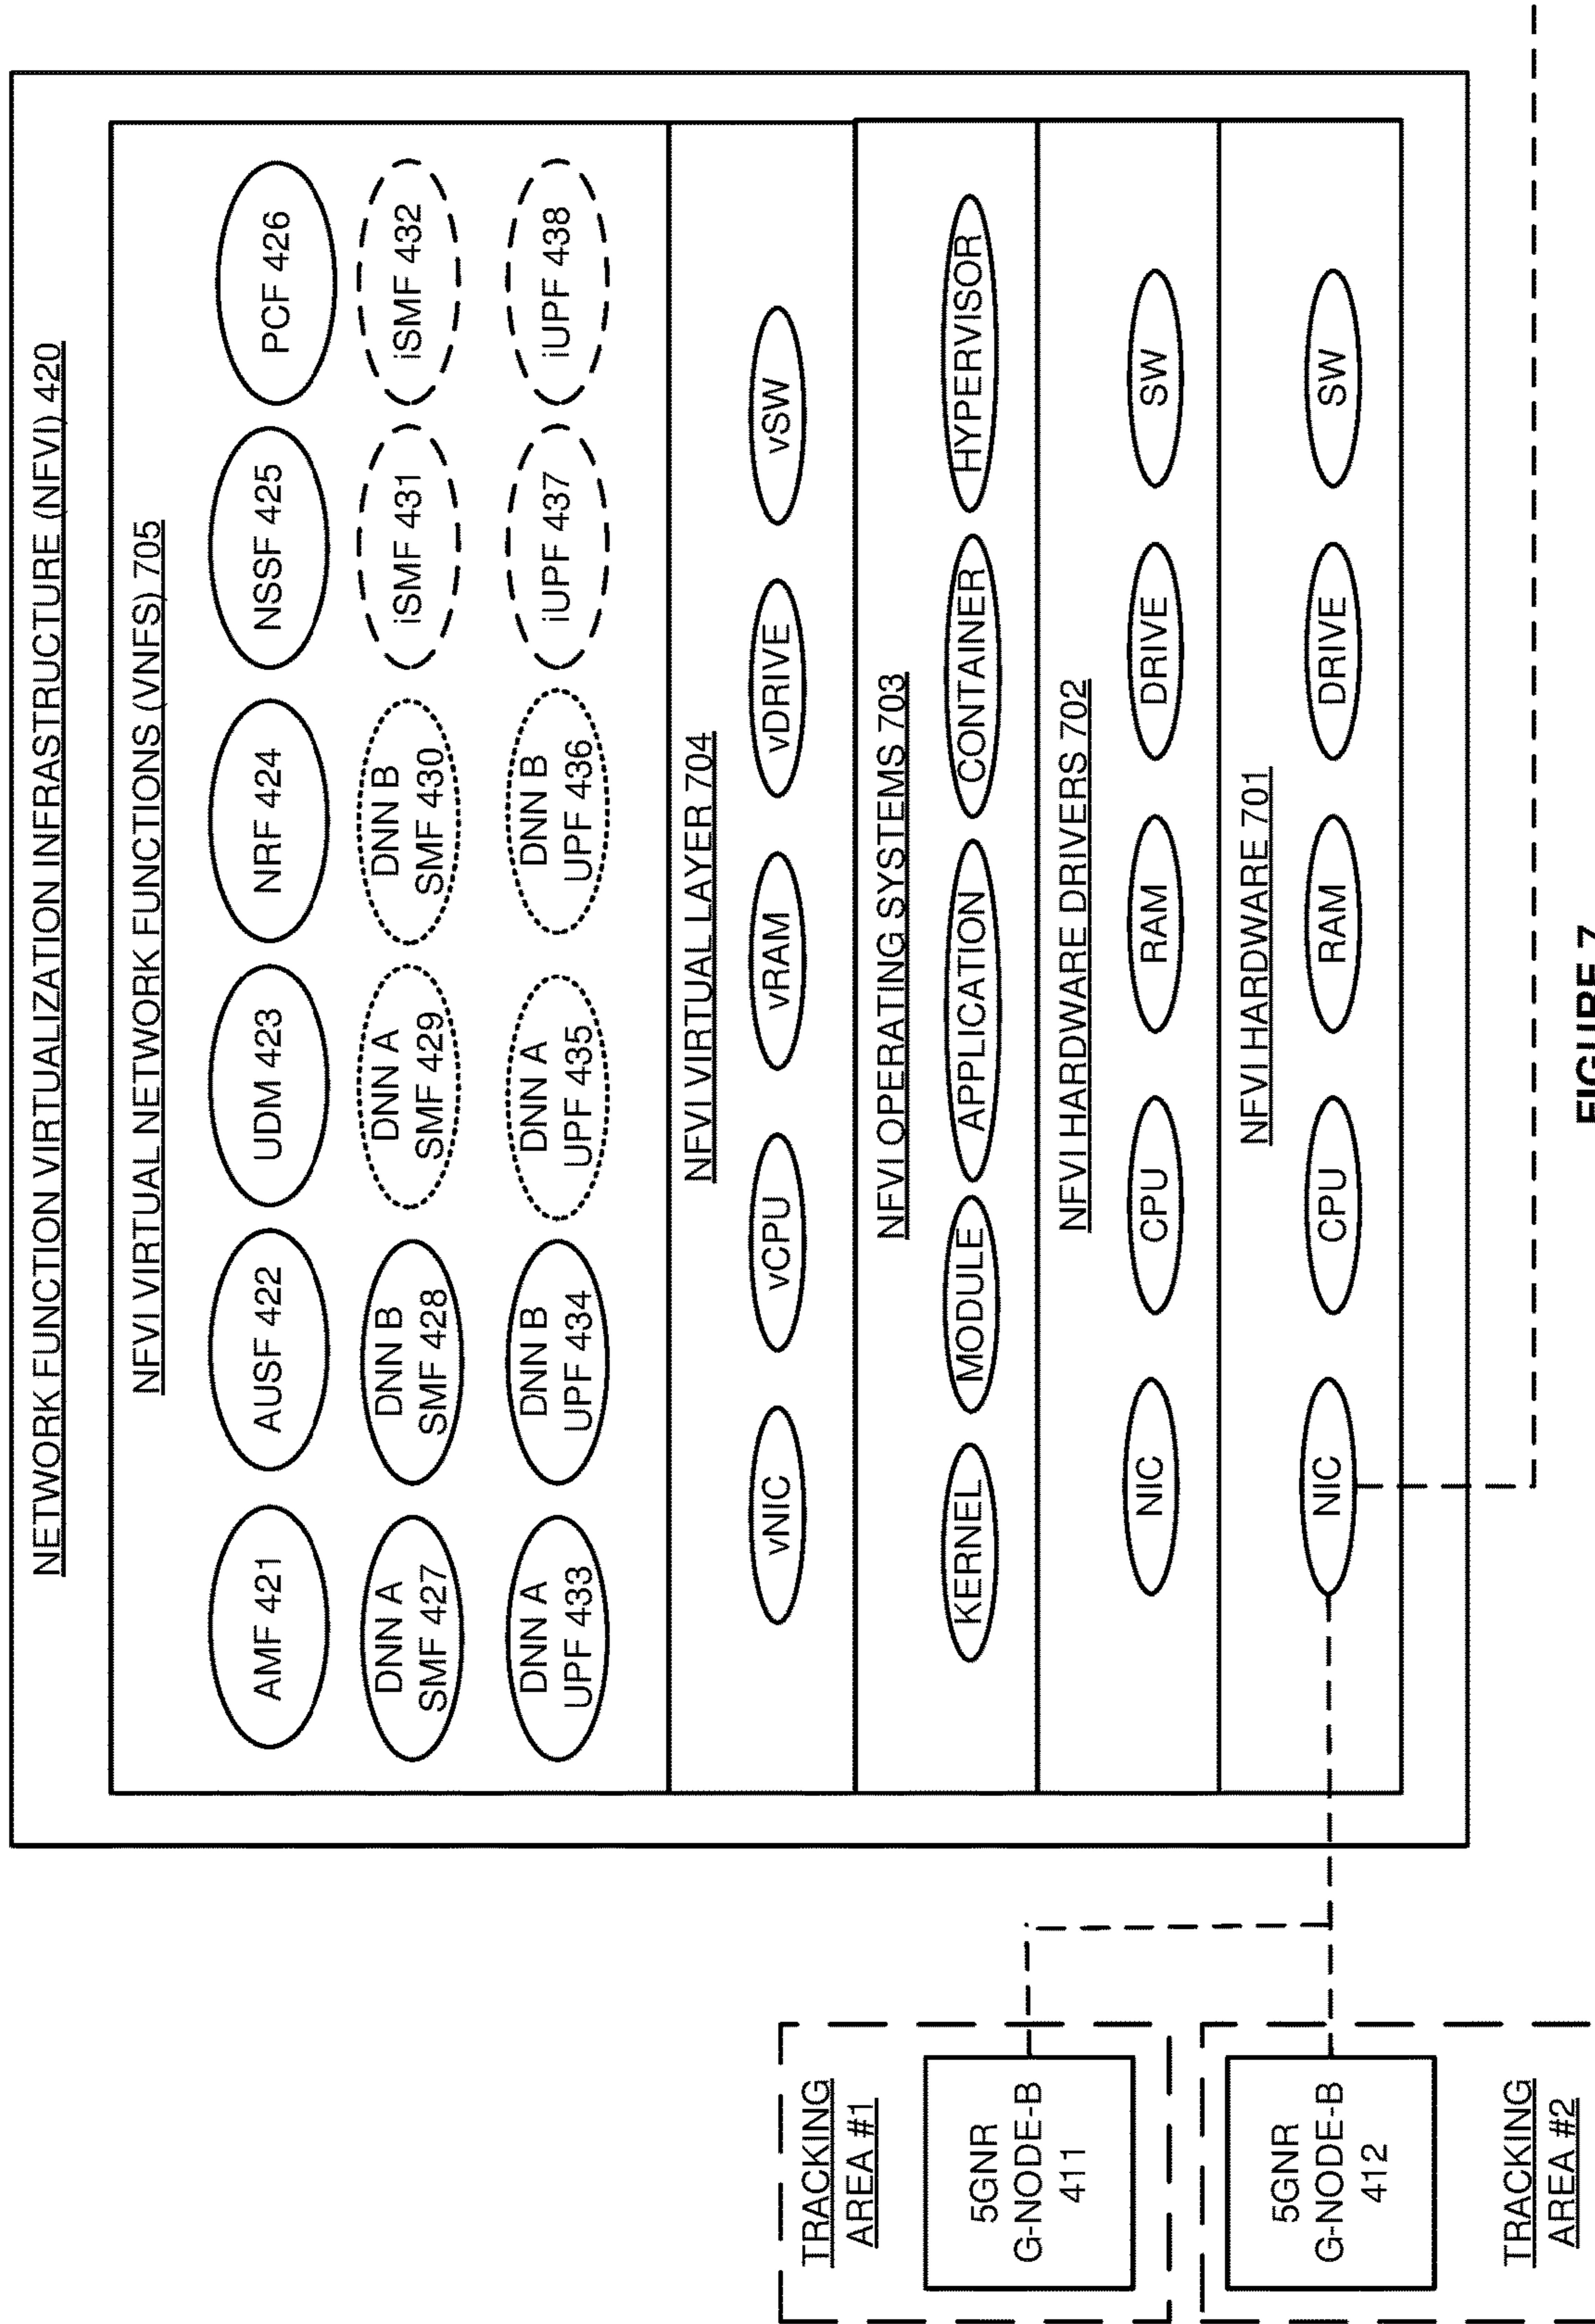 NETWORK FUNCTION VIRTUALIZATION INFRASTRUCTURE (NFVI) 420
NFVI VIRTUAL NETWORK FUNCTIONS (VNFS) 705
AMF 421
AUSF 422
UDM 423
NRF 424
NSSF 425
PCF 426
DNN A
SMF 427
DNN B
SMF 428
DNN A
SMF 429
DNN B
SMF 430
iSMF 431
iSMF 432
DNN A
UPF 433
DNN B
UPF 434
DNN A
UPF 435
DNN B
UPF 436
iUPF 437
iUPF 438
NFVI VIRTUAL LAYER 704
vNIC
vCPU
vRAM
vDRIVE
vSW
NFVI OPERATING SYSTEMS 703
KERNEL
MODULE
APPLICATION
CONTAINER
HYPERVISOR
NFVI HARDWARE DRIVERS 702
NIC
CPU
RAM
DRIVE
SW
NFVI HARDWARE 701
NIC
CPU
RAM
DRIVE
SW
TRACKING
AREA #1
5GNR
G-NODE-B
411
5GNR
G-NODE-B
412
TRACKING
AREA #2
FIGURE 7